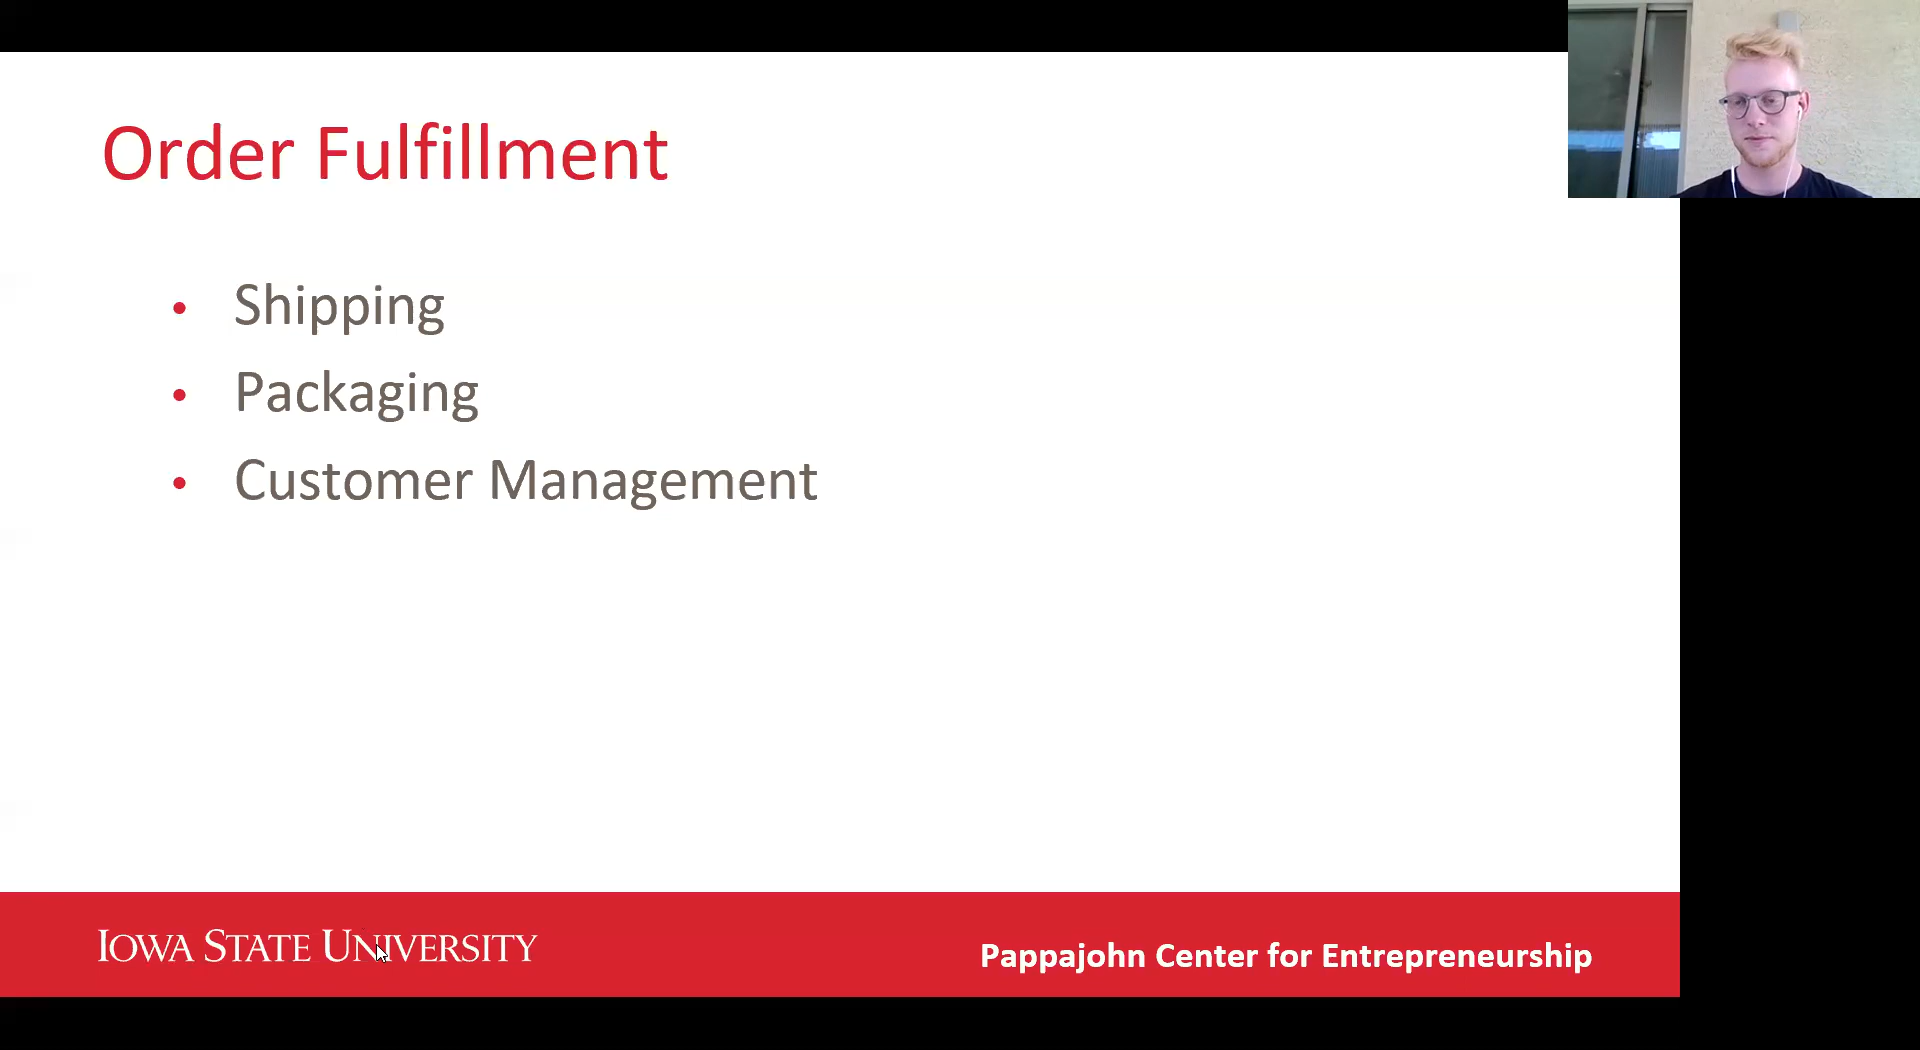 Order Fulfillment
• Shipping
• Packaging
• Customer Management
IOWA STATE UNIVERSITY
Pappajohn Center for Entrepreneurship